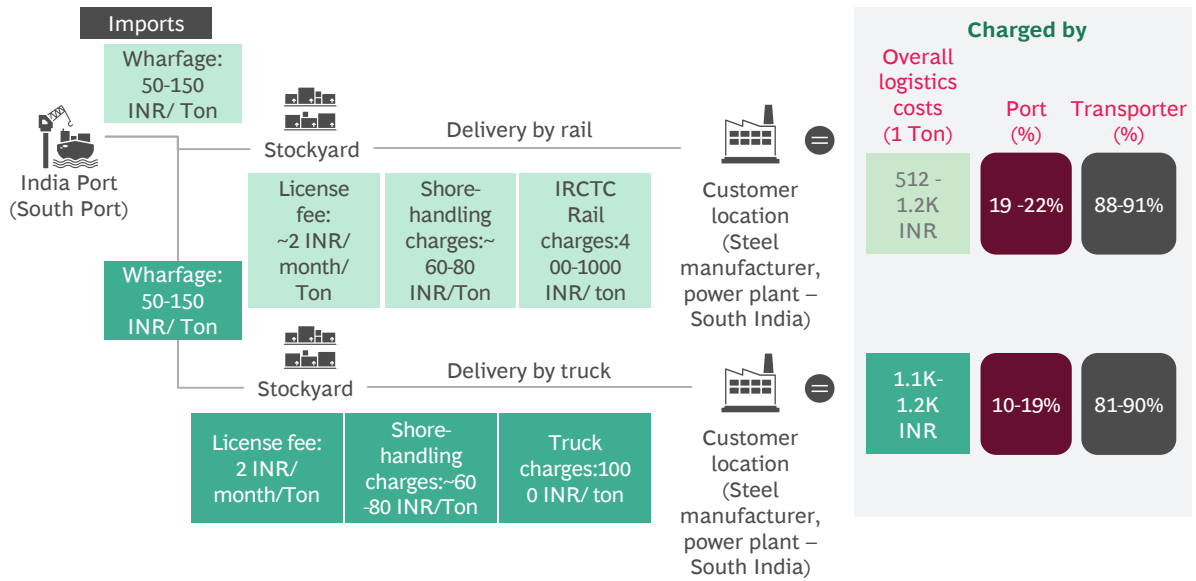 Imports
Wharfage:
50-150
INR/ Ton
India Port
(South Port)
Stockyard
Delivery by rail
License
fee:
~2 INR/
month/
Ton
Shore-
handling
charges:~
60-80
INR/Ton
IRCTC
Rail
charges:4
00-1000
INR/ ton
Customer
location
(Steel
manufacturer,
power plant –
South India)
=
Wharfage:
50-150
INR/ Ton
Stockyard
Delivery by truck
License fee:
2 INR/
month/Ton
Shore-
handling
charges:~60
-80 INR/Ton
Truck
charges:100
0 INR/ ton
Customer
location
(Steel
manufacturer,
power plant –
South India)
=
Charged by
Overall
logistics
costs
(1 Ton)
Port
(%)
Transporter
(%)
512 -
1.2K
INR
19 -22%
88-91%
1.1K-
1.2K
INR
10-19%
81-90%